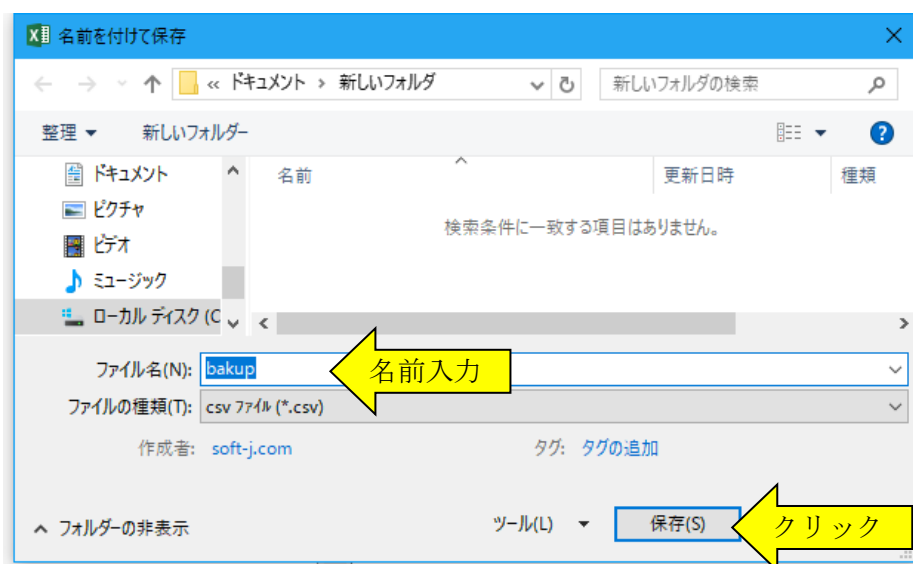 名前を付けて保存
« ドキュメント › 新しいフォルダ
新しいフォルダの検索
整理
新しいフォルダー
ドキュメント
ピクチャ
ビデオ
ミュージック
ローカル ディスク (C
名前
更新日時
種類
検索条件に一致する項目はありません。
ファイル名(N): bakup
名前入力
ファイルの種類(T): csv ファイル (*.csv)
作成者: soft-j.com
タグ: タグの追加
フォルダーの非表示
ツール(L)
保存(S)
クリック